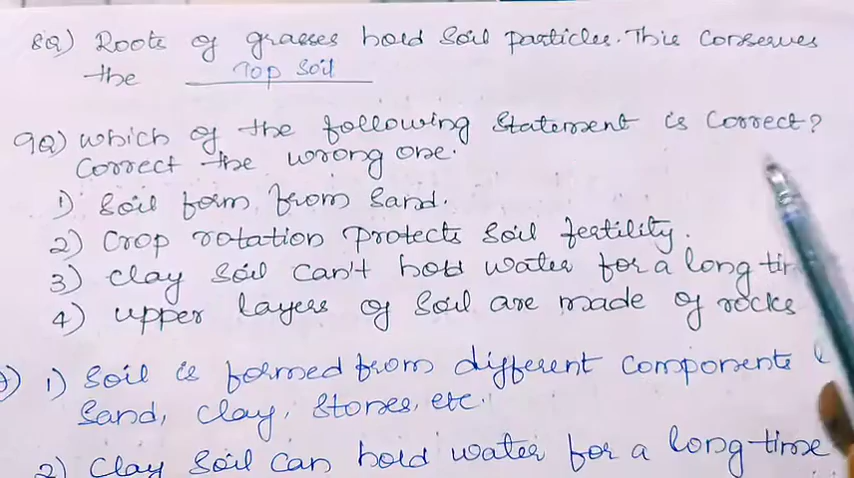 8Q) Roots of grasses hold soil particles. This conserves
the Top Soil
9Q) which of the following statement is correct?
Correct the wrong one.
1) Soil form from sand.
2) Crop rotation protects soil fertility.
3) Clay soil can't hold water for a long
4) upper layers of soil are made of rocks
1) Soil is formed from different components
Sand, clay, Stones, etc.
2) Clay soil can hold water for a long time